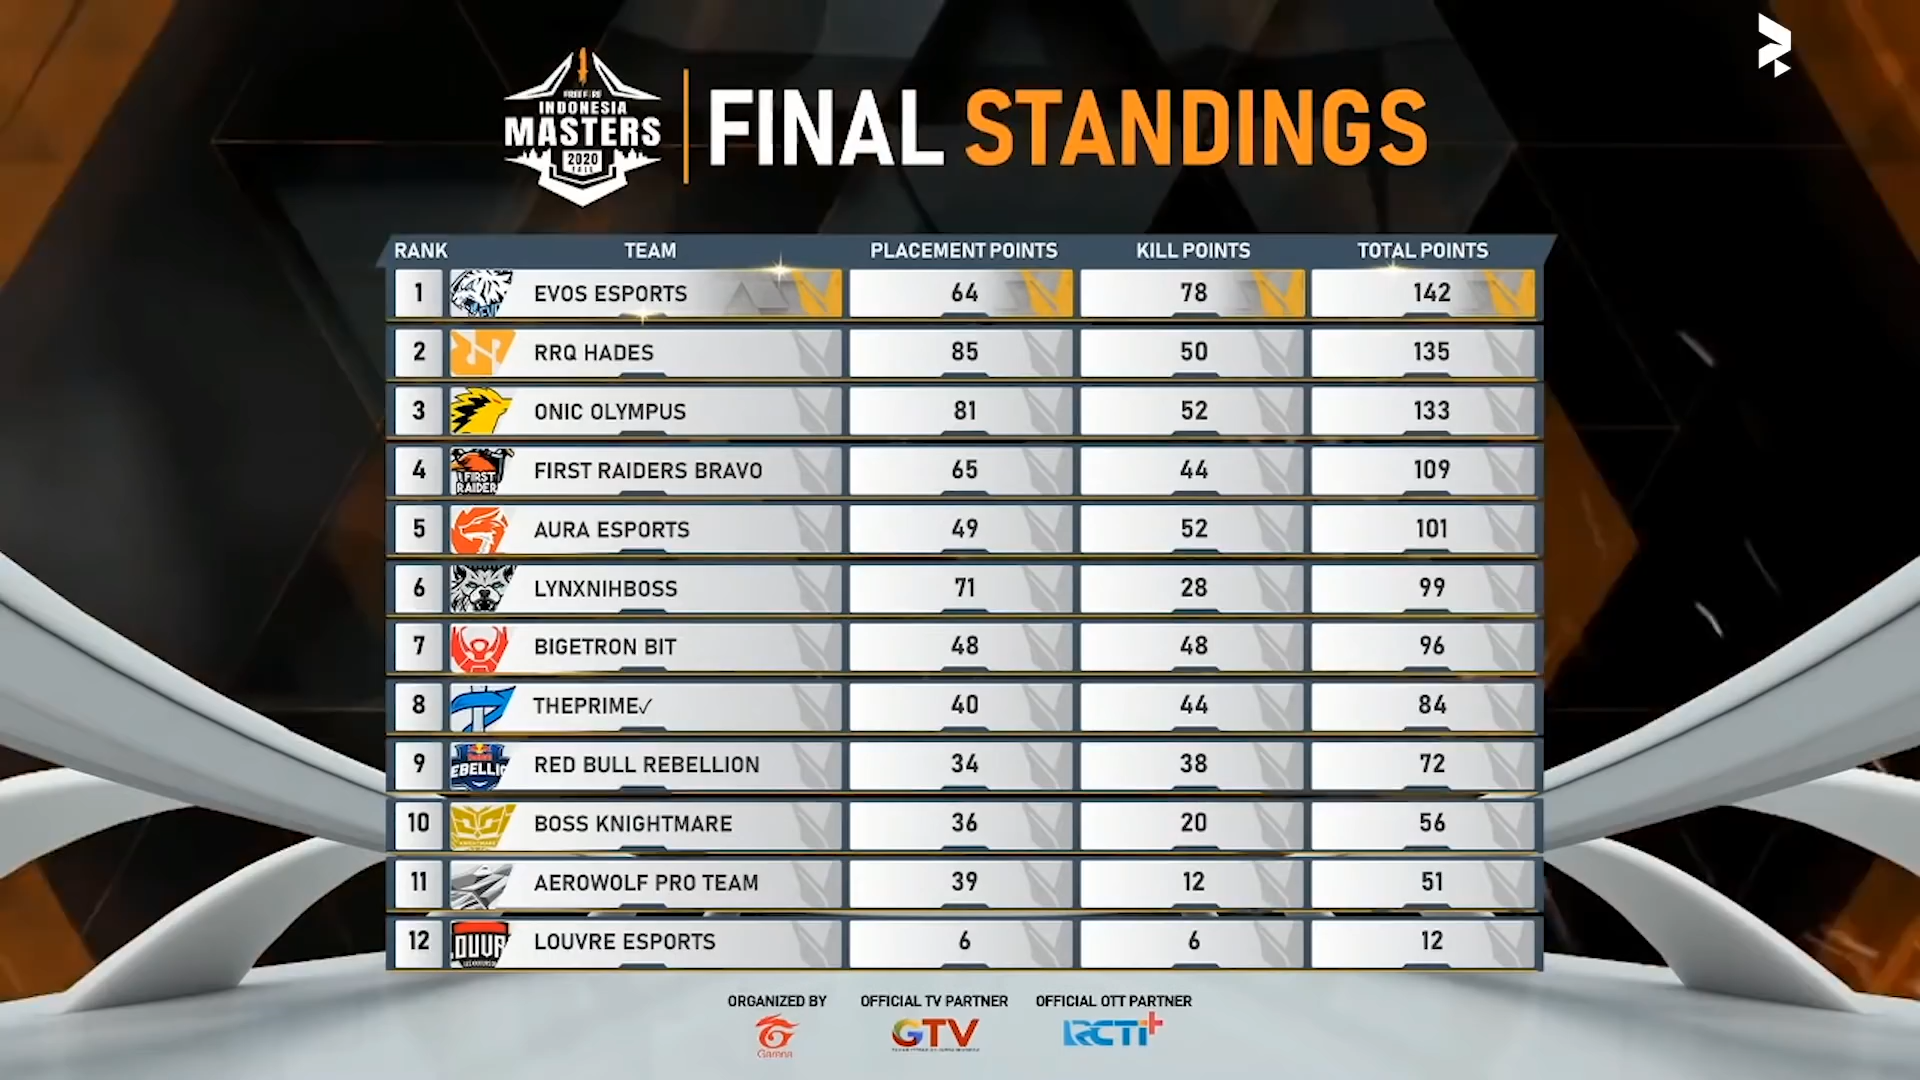 FREE FIRE
INDONESIA
MASTERS
2020
FALL
FINAL STANDINGS
RANK TEAM PLACEMENT POINTS KILL POINTS TOTAL POINTS
1 EVOS ESPORTS 64 78 142
2 RRQ HADES 85 50 135
3 ONIC OLYMPUS 81 52 133
4 FIRST RAIDERS BRAVO 65 44 109
5 AURA ESPORTS 49 52 101
6 LYNXNIHBOSS 71 28 99
7 BIGETRON BIT 48 48 96
8 THEPRIME✓ 40 44 84
9 RED BULL REBELLION 34 38 72
10 BOSS KNIGHTMARE 36 20 56
11 AEROWOLF PRO TEAM 39 12 51
12 LOUVRE ESPORTS 6 6 12
ORGANIZED BY OFFICIAL TV PARTNER OFFICIAL OTT PARTNER
Garena GTV RCTI+